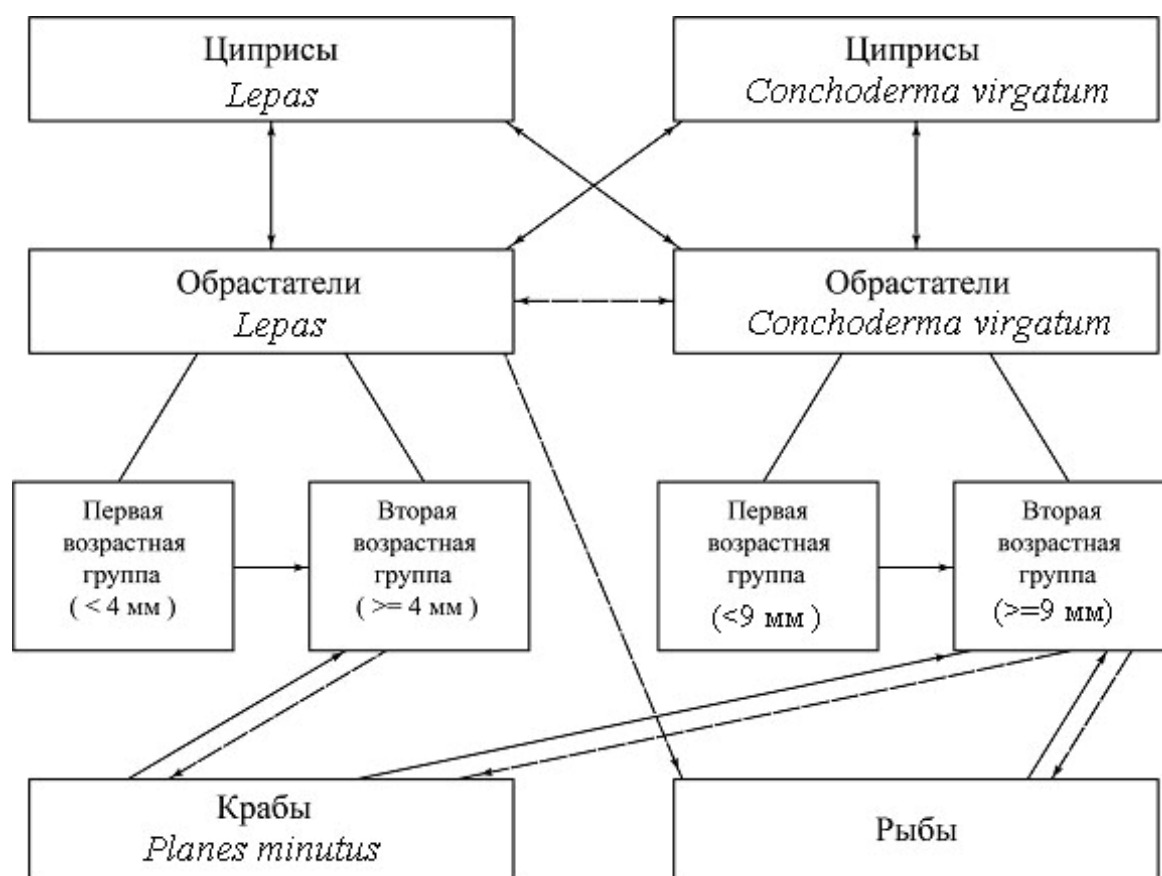 Циприсы
Lepas
Циприсы
Conchoderma virgatum
Обрастатели
Lepas
Обрастатели
Conchoderma virgatum
Первая
возрастная
группа
( < 4 мм )
Вторая
возрастная
группа
( >= 4 мм )
Первая
возрастная
группа
(<9 мм )
Вторая
возрастная
группа
(>=9 мм)
Крабы
Planes minutus
Рыбы